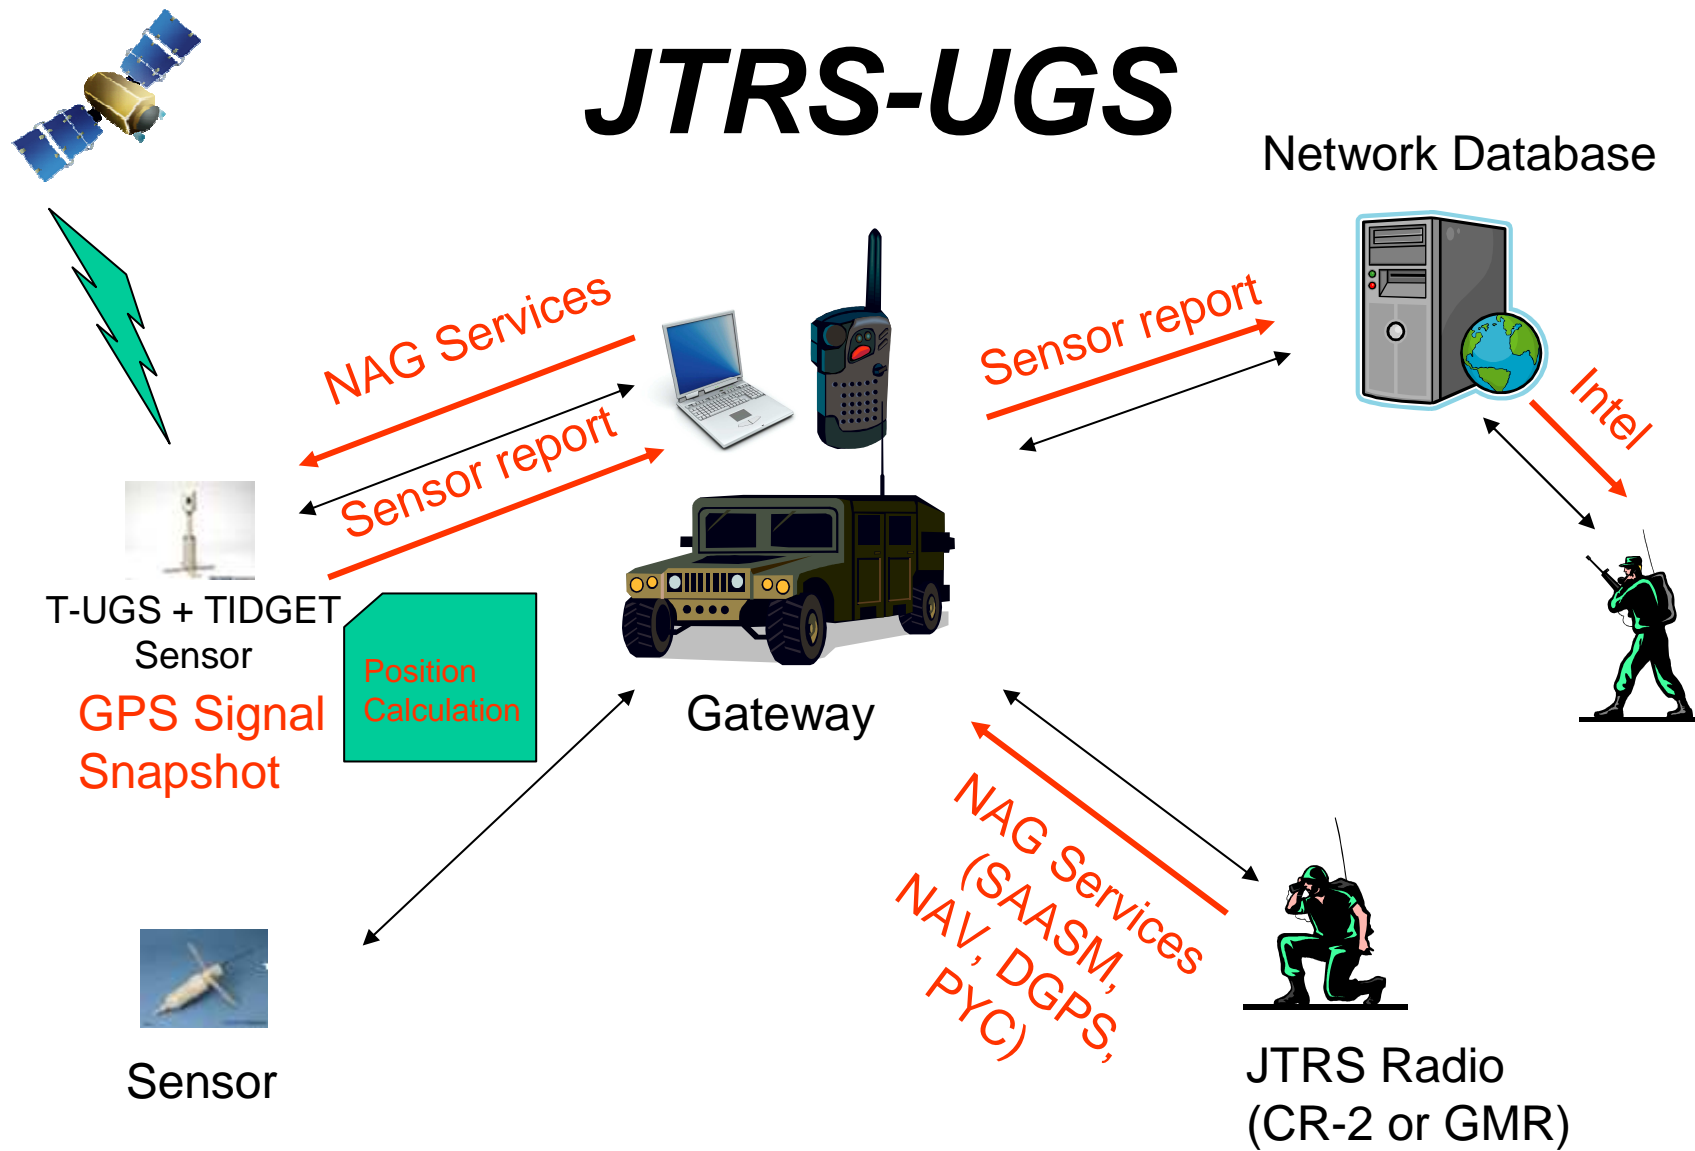 JTRS-UGS
Network Database
NAG Services
Sensor report
Sensor report
Intel
T-UGS + TIDGET
Sensor
GPS Signal
Snapshot
Position
Calculation
Gateway
NAG Services
(SAASM,
NAV, DGPS,
PYC)
Sensor
JTRS Radio
(CR-2 or GMR)